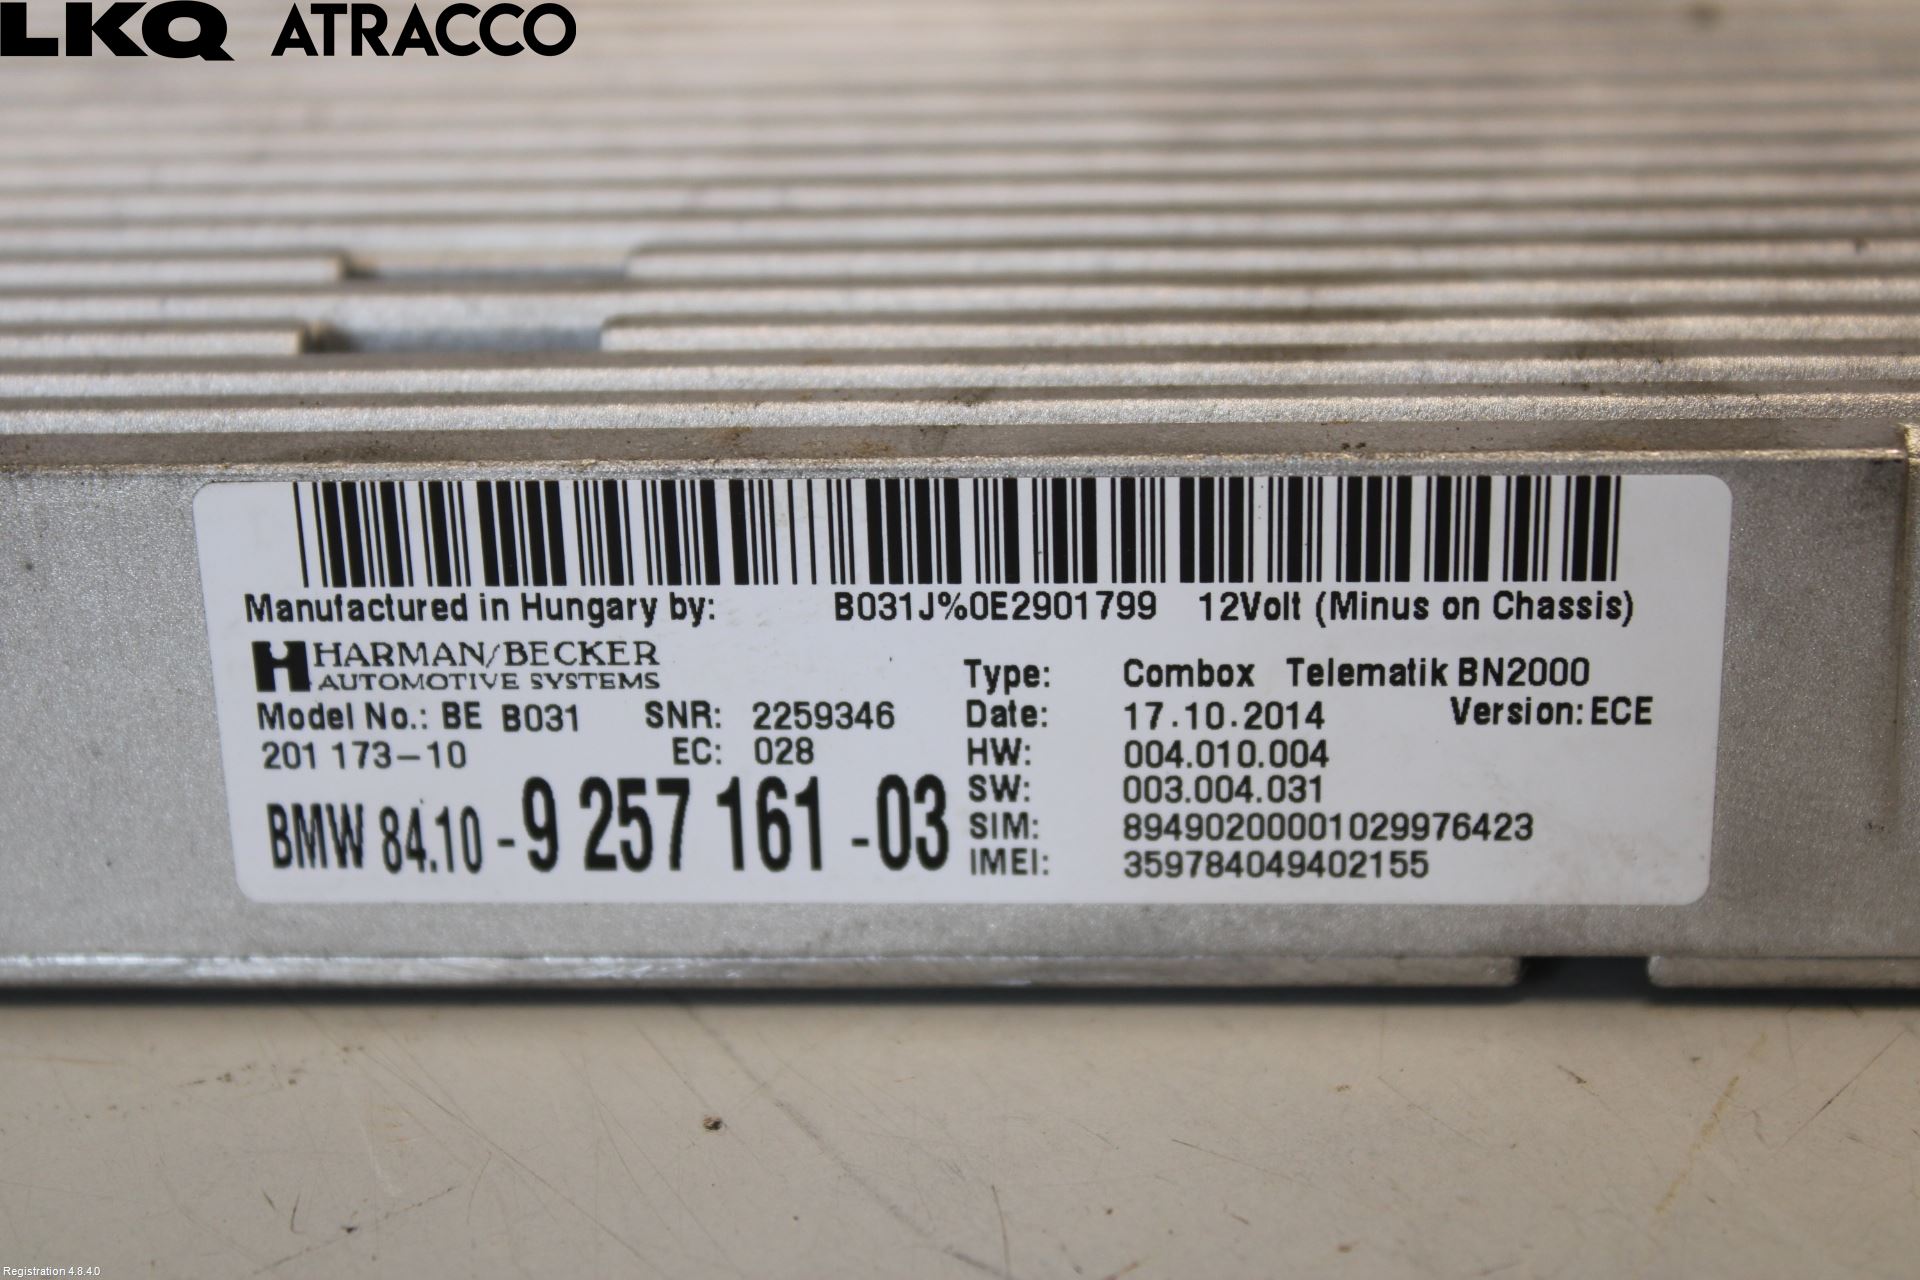 LKQ ATRACCO
Manufactured in Hungary by: B031J%0E2901799 12Volt (Minus on Chassis)
HARMAN/BECKER
AUTOMOTIVE SYSTEMS
Type: Combox Telematik BN2000
Model No.: BE B031 SNR: 2259346 Date: 17.10.2014 Version: ECE
201 173-10 EC: 028 HW: 004.010.004
BMW 84.10 - 9 257 161 - 03
SW: 003.004.031
SIM: 89490200001029976423
IMEI: 359784049402155
Registration 4.8.4.0